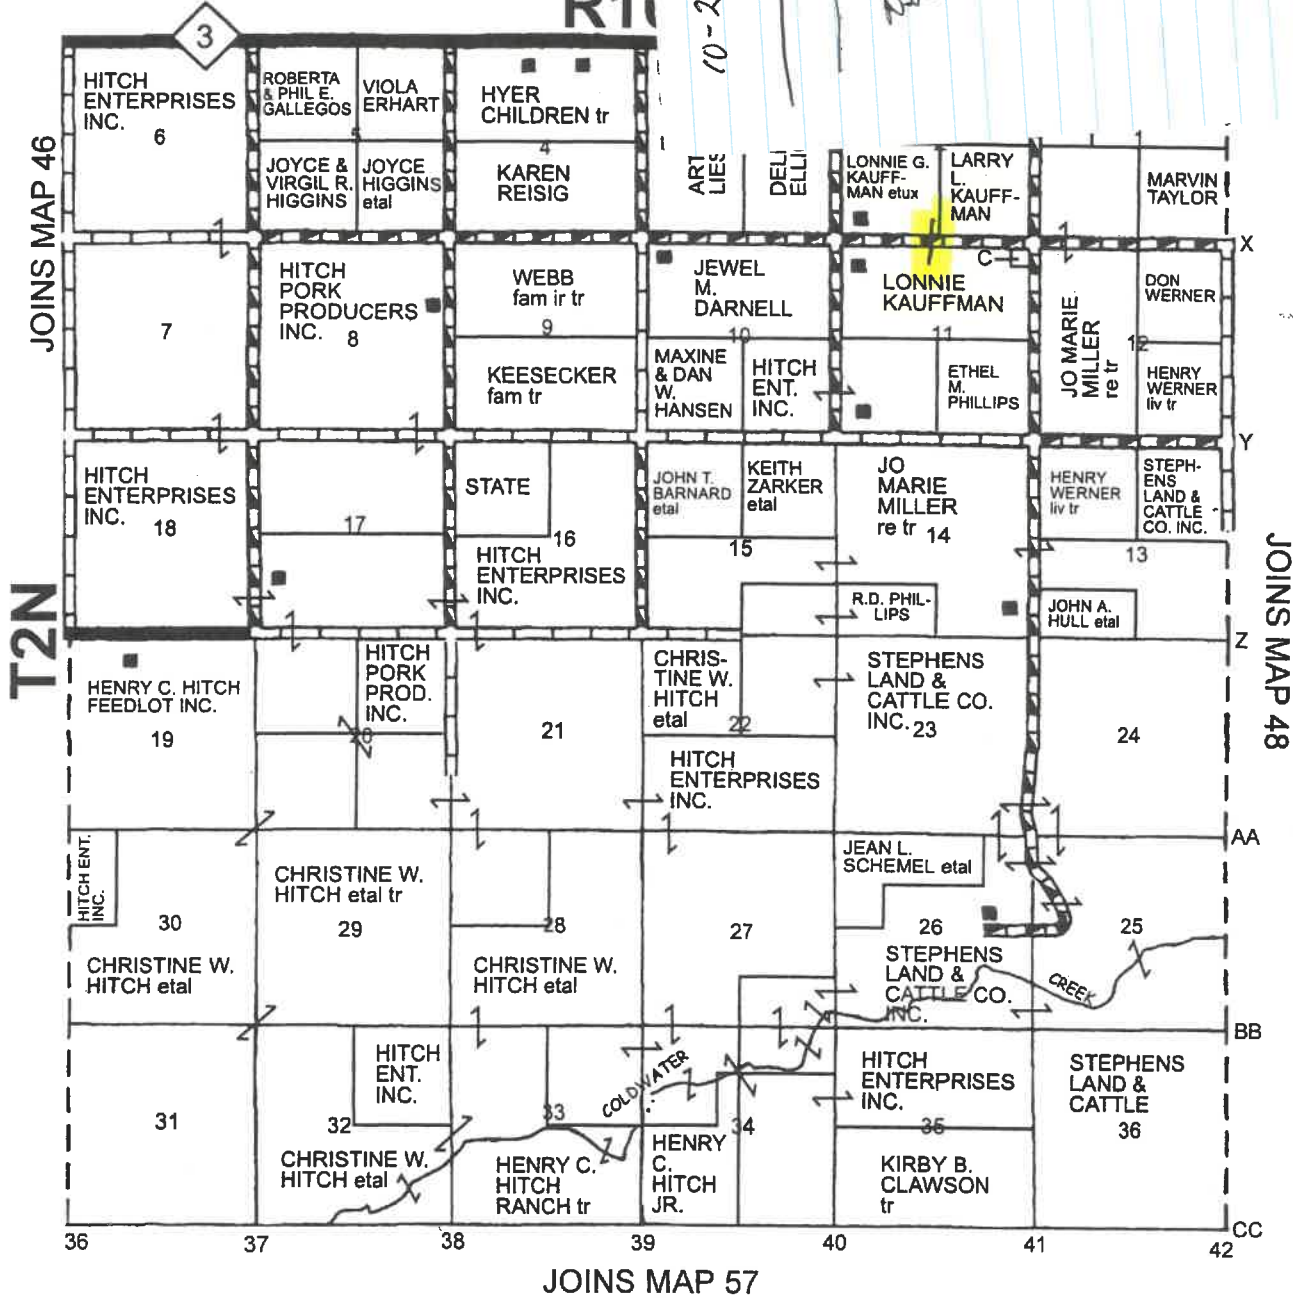 3
10-2
JOINS MAP 46
HITCH
ENTERPRISES
INC.
6
ROBERTA
& PHIL E.
GALLEGOS
VIOLA
ERHART
5
JOYCE &
VIRGIL R.
HIGGINS
JOYCE
HIGGINS
etal
HYER
CHILDREN tr
4
KAREN
REISIG
LONNIE G.
KAUFF-
MAN etux
LARRY
L.
KAUFF-
MAN
MARVIN
TAYLOR
X
7
HITCH
PORK
PRODUCERS
INC.
8
WEBB
fam ir tr
9
KEESECKER
fam tr
JEWEL
M.
DARNELL
10
MAXINE
& DAN
W.
HANSEN
HITCH
ENT.
INC.
C
LONNIE
KAUFFMAN
11
ETHEL
M.
PHILLIPS
JO MARIE
MILLER
re tr
12
DON
WERNER
HENRY
WERNER
liv tr
Y
HITCH
ENTERPRISES
INC.
18
17
STATE
16
HITCH
ENTERPRISES
INC.
JOHN T.
BARNARD
etal
KEITH
ZARKER
etal
15
JO
MARIE
MILLER
re tr
14
R.D. PHIL-
LIPS
HENRY
WERNER
liv tr
STEPH-
ENS
LAND &
CATTLE
CO. INC.
13
JOHN A.
HULL etal
Z
T2N
JOINS MAP 48
HENRY C. HITCH
FEEDLOT INC.
19
HITCH
PORK
PROD.
INC.
20
21
CHRIS-
TINE W.
HITCH
etal
22
HITCH
ENTERPRISES
INC.
STEPHENS
LAND &
CATTLE CO.
INC.
23
24
AA
HITCH ENT.
INC.
30
CHRISTINE W.
HITCH etal
CHRISTINE W.
HITCH etal tr
29
28
CHRISTINE W.
HITCH etal
27
JEAN L.
SCHEMEL etal
26
STEPHENS
LAND &
CATTLE CO.
INC.
25
CREEK
BB
31
HITCH
ENT.
INC.
32
CHRISTINE W.
HITCH etal
33
COLDWATER
HENRY C.
HITCH
RANCH tr
HENRY
C.
HITCH
JR.
34
HITCH
ENTERPRISES
INC.
35
KIRBY B.
CLAWSON
tr
STEPHENS
LAND &
CATTLE
36
CC
36 37 38 39 40 41 42
JOINS MAP 57